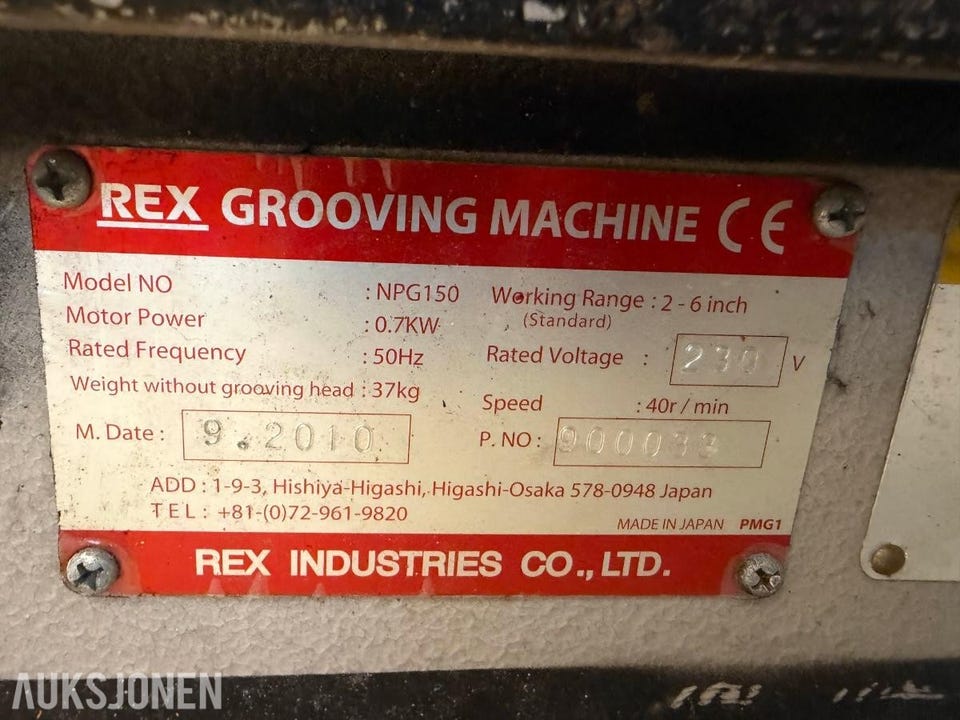 REX GROOVING MACHINE CE
Model NO : NPG150 Working Range : 2 - 6 inch
(Standard)
Motor Power : 0.7KW
Rated Frequency : 50Hz Rated Voltage : 230 V
Weight without grooving head : 37kg
Speed : 40r / min
M. Date : 9.2010 P. NO :
ADD : 1-9-3, Hishiya-Higashi, Higashi-Osaka 578-0948 Japan
TEL : +81-(0)72-961-9820
MADE IN JAPAN PMG1
REX INDUSTRIES CO., LTD.
AUKSJONEN